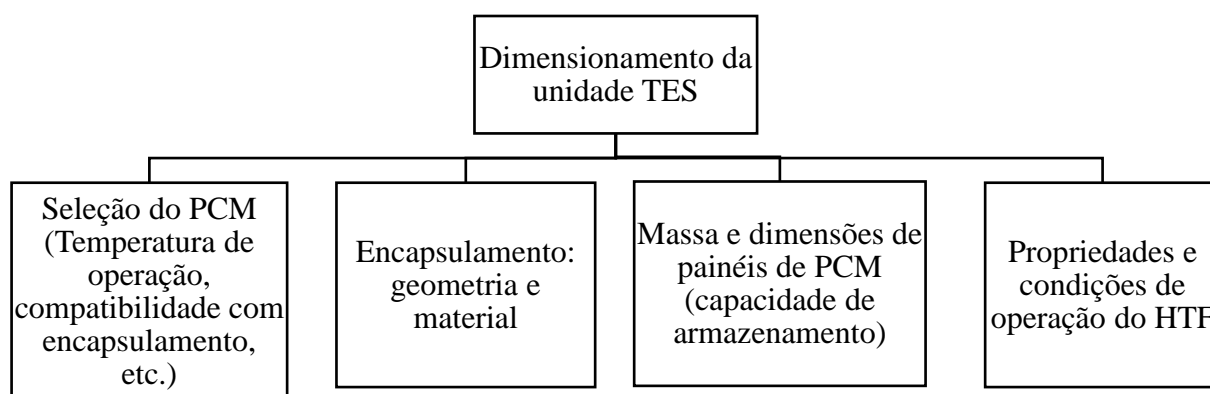 Dimensionamento da
unidade TES
Seleção do PCM
(Temperatura de
operação,
compatibilidade com
encapsulamento,
etc.)
Encapsulamento:
geometria e
material
Massa e dimensões de
painéis de PCM
(capacidade de
armazenamento)
Propriedades e
condições de
operação do HTF